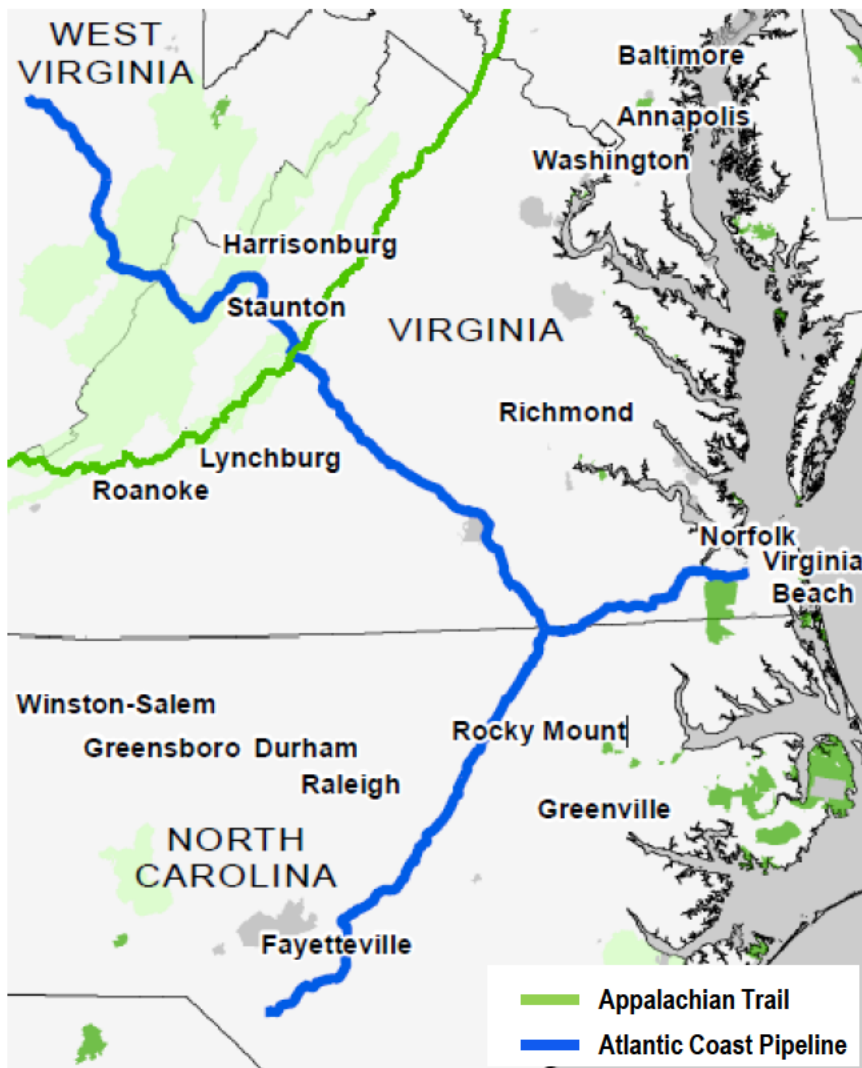 WEST
VIRGINIA
Baltimore
Annapolis
Washington
Harrisonburg
Staunton
VIRGINIA
Richmond
Lynchburg
Roanoke
Norfolk
Virginia
Beach
Winston-Salem
Rocky Mount
Greensboro Durham
Raleigh
Greenville
NORTH
CAROLINA
Fayetteville
Appalachian Trail
Atlantic Coast Pipeline